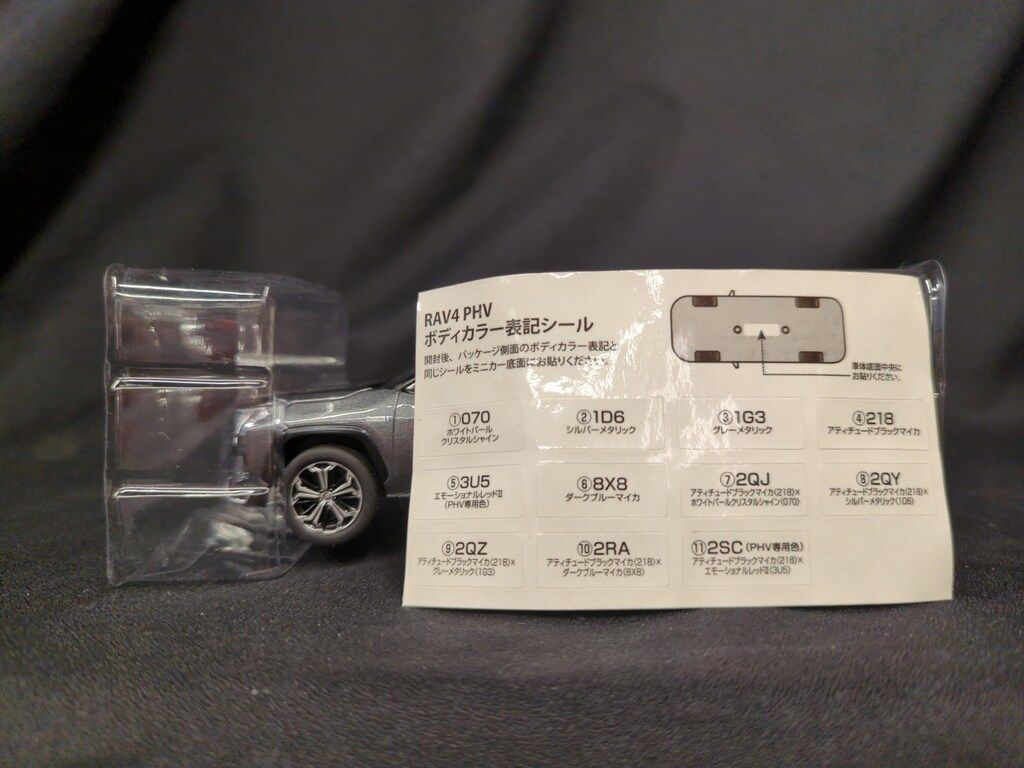 RAV4 PHV
ボディカラー表記シール
開封後、パッケージ側面のボディカラー表記と
同じシールをミニカー底面にお貼りください。
車体底面中央に
お貼りください。
①070
ホワイトパール
クリスタルシャイン
②1D6
シルバーメタリック
③1G3
グレーメタリック
④218
アティチュードブラックマイカ
⑤3U5
エモーショナルレッドⅡ
(PHV専用色)
⑥8X8
ダークブルーマイカ
⑦2QJ
アティチュードブラックマイカ(218)×
ホワイトパールクリスタルシャイン(070)
⑧2QY
アティチュードブラックマイカ(218)×
シルバーメタリック(1D6)
⑨2QZ
アティチュードブラックマイカ(218)×
グレーメタリック(1G3)
⑩2RA
アティチュードブラックマイカ(218)×
ダークブルーマイカ(8X8)
⑪2SC (PHV専用色)
アティチュードブラックマイカ(218)×
エモーショナルレッドⅡ(3U5)